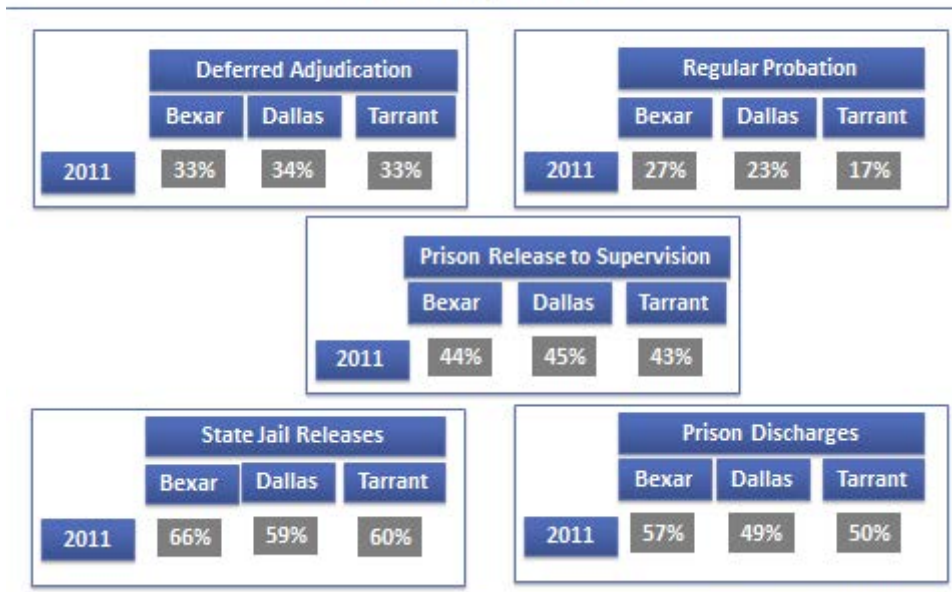 Deferred Adjudication
Bexar Dallas Tarrant
2011 33% 34% 33%
Regular Probation
Bexar Dallas Tarrant
2011 27% 23% 17%
Prison Release to Supervision
Bexar Dallas Tarrant
2011 44% 45% 43%
State Jail Releases
Bexar Dallas Tarrant
2011 66% 59% 60%
Prison Discharges
Bexar Dallas Tarrant
2011 57% 49% 50%